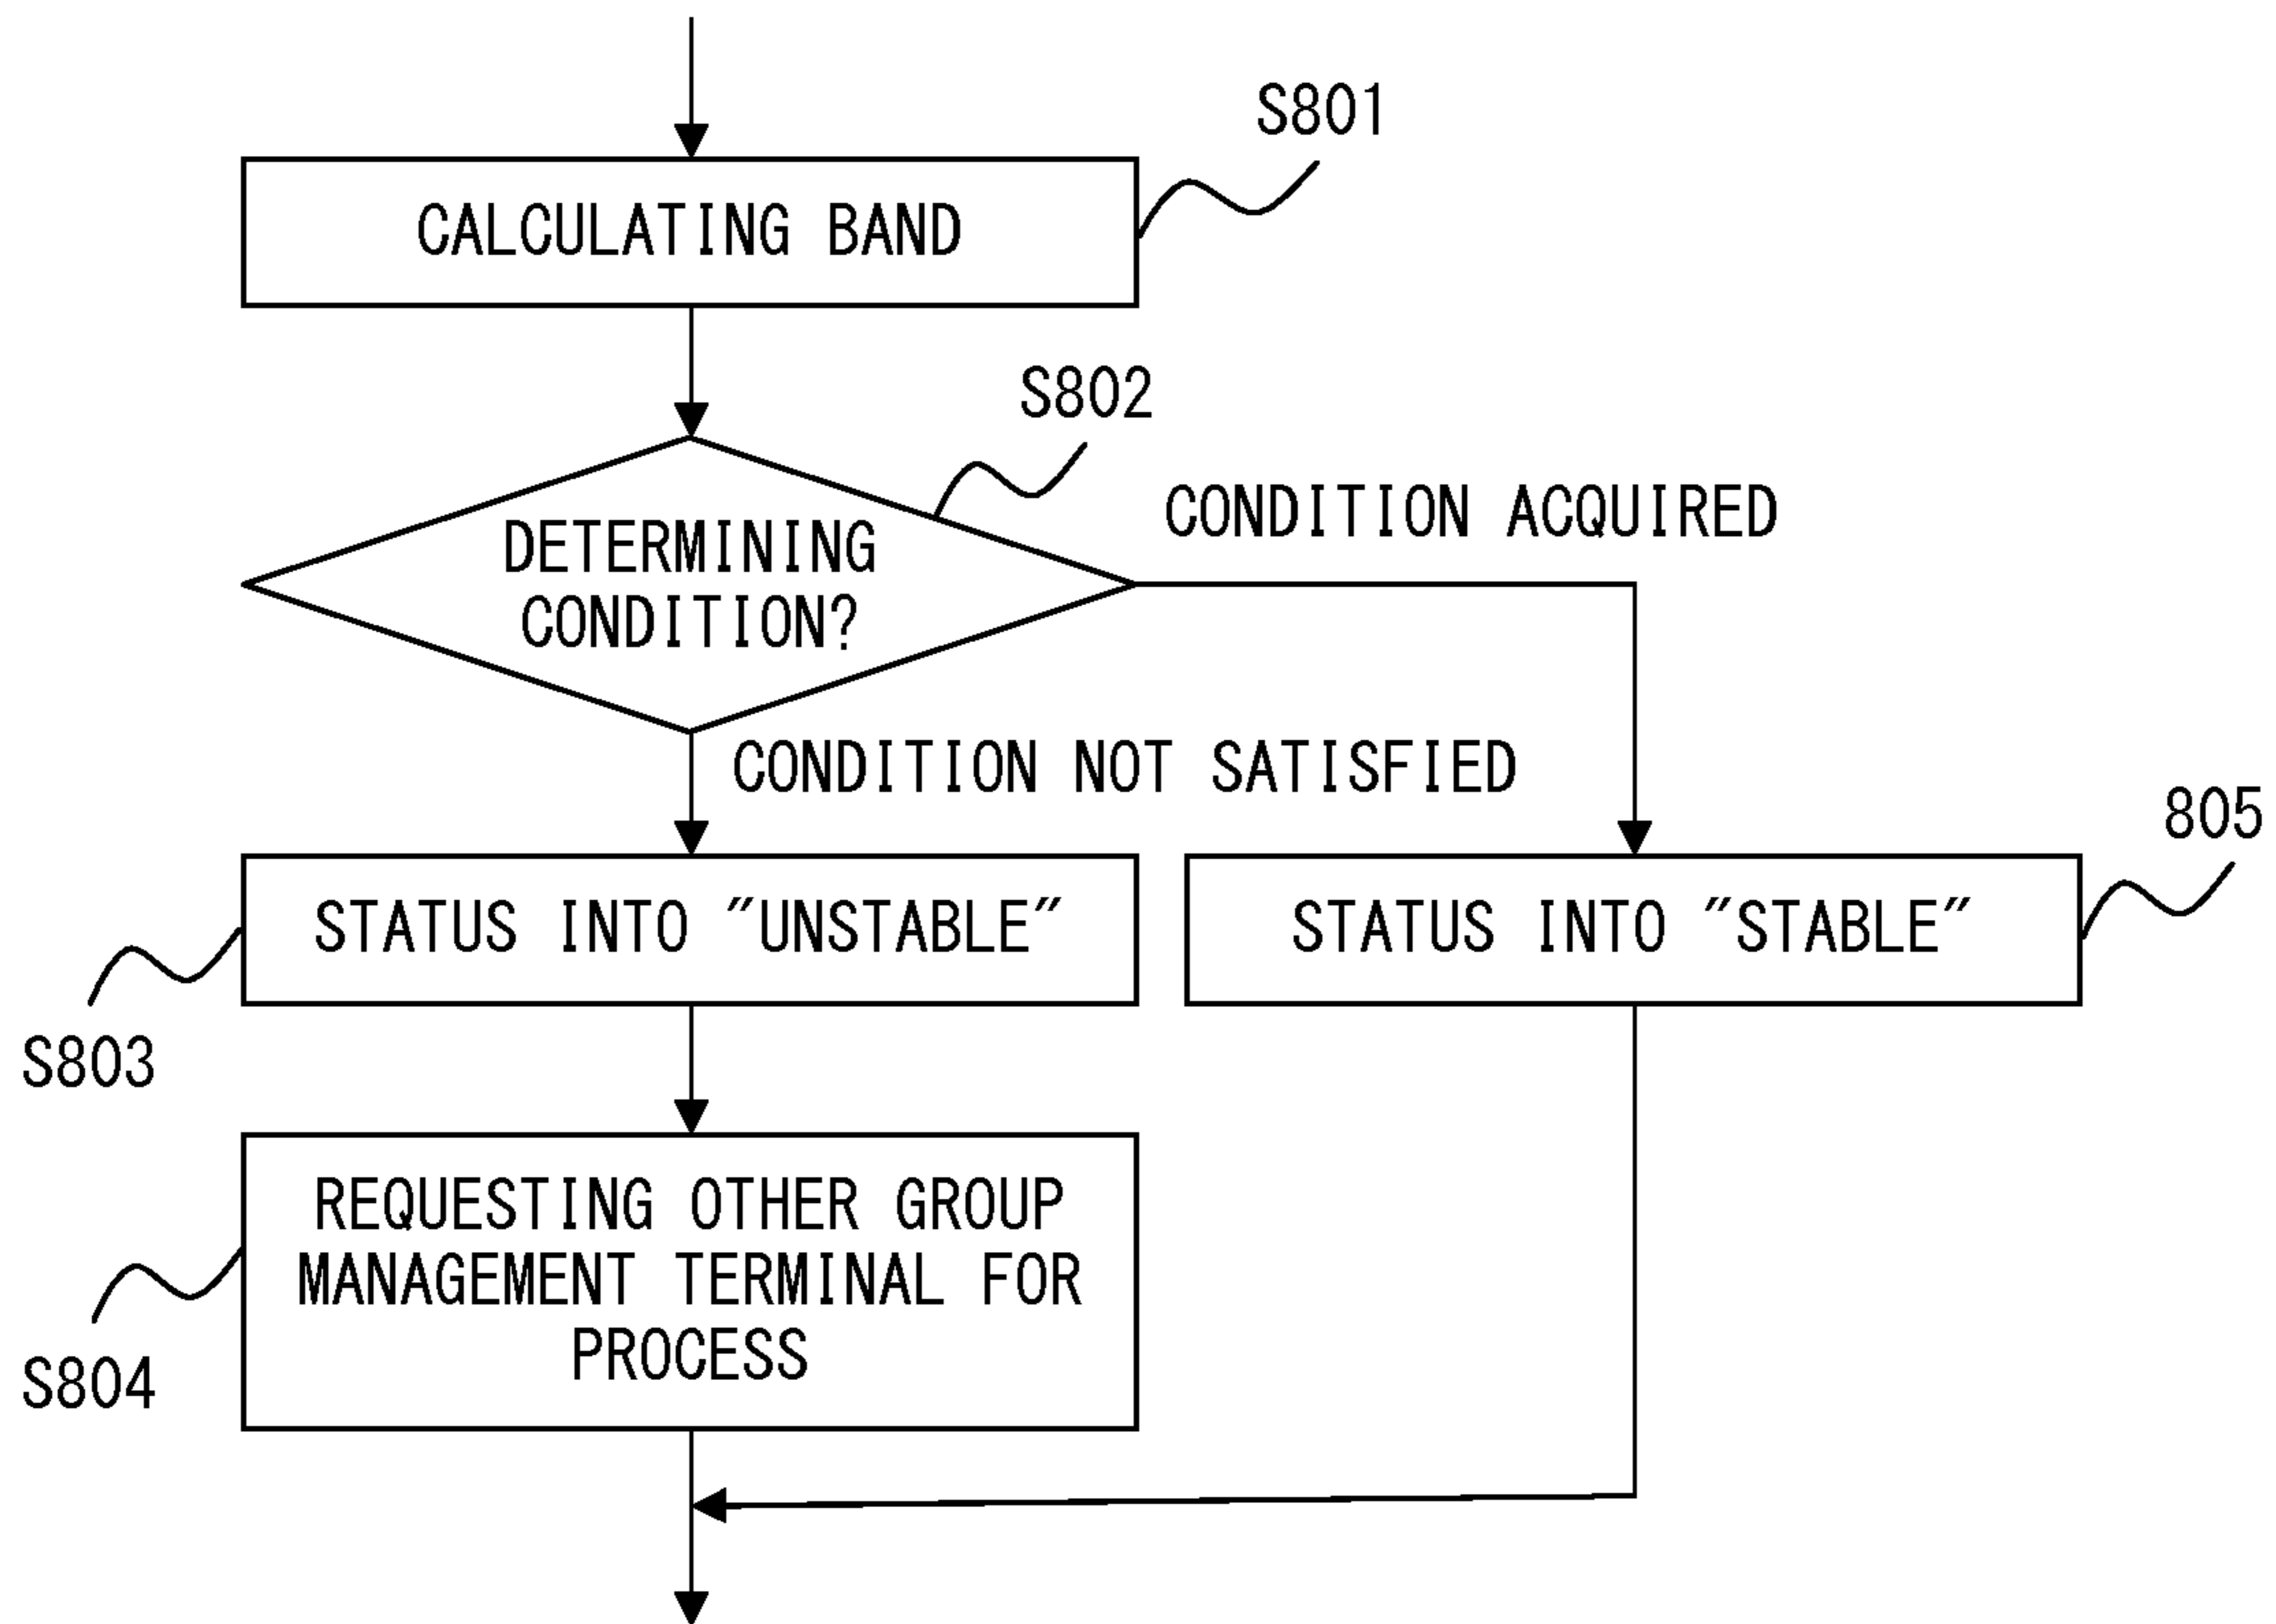 S801
CALCULATING BAND
S802
CONDITION ACQUIRED
DETERMINING
CONDITION?
CONDITION NOT SATISFIED
805
STATUS INTO "UNSTABLE"
STATUS INTO "STABLE"
S803
REQUESTING OTHER GROUP
MANAGEMENT TERMINAL FOR
PROCESS
S804